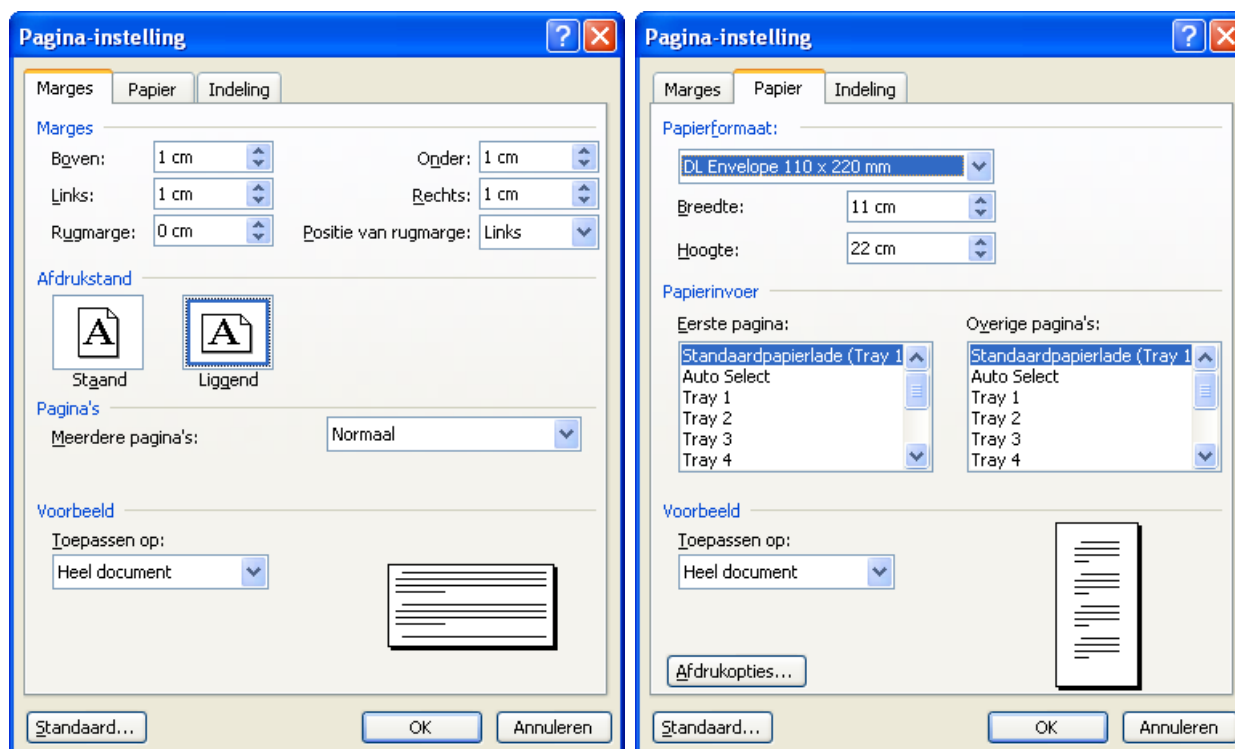 Pagina-instelling
Marges Papier Indeling
Marges
Boven: 1 cm Onder: 1 cm
Links: 1 cm Rechts: 1 cm
Rugmarge: 0 cm Positie van rugmarge: Links
Afdrukstand
A A
Staand Liggend
Pagina's
Meerdere pagina's: Normaal
Voorbeeld
Toepassen op:
Heel document
Standaard... OK Annuleren
Pagina-instelling
Marges Papier Indeling
Papierformaat:
DL Envelope 110 x 220 mm
Breedte: 11 cm
Hoogte: 22 cm
Papierinvoer
Eerste pagina: Overige pagina's:
Standaardpapierlade (Tray 1 Standaardpapierlade (Tray 1
Auto Select Auto Select
Tray 1 Tray 1
Tray 2 Tray 2
Tray 3 Tray 3
Tray 4 Tray 4
Voorbeeld
Toepassen op:
Heel document
Afdrukopties...
Standaard... OK Annuleren